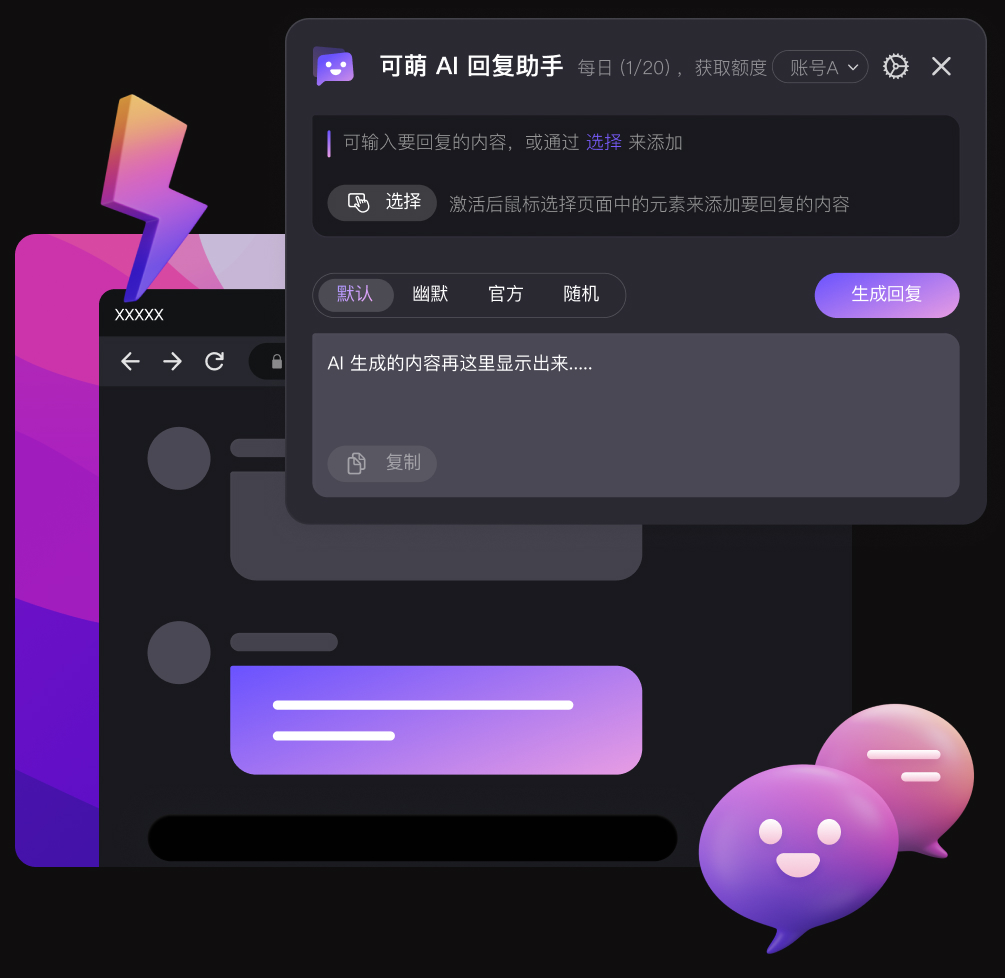 可萌 AI 回复助手 每日 (1/20) ，获取额度 账号A
可输入要回复的内容，或通过 选择 来添加
选择 激活后鼠标选择页面中的元素来添加要回复的内容
默认 幽默 官方 随机 生成回复
AI 生成的内容再这里显示出来.....
复制
XXXXX